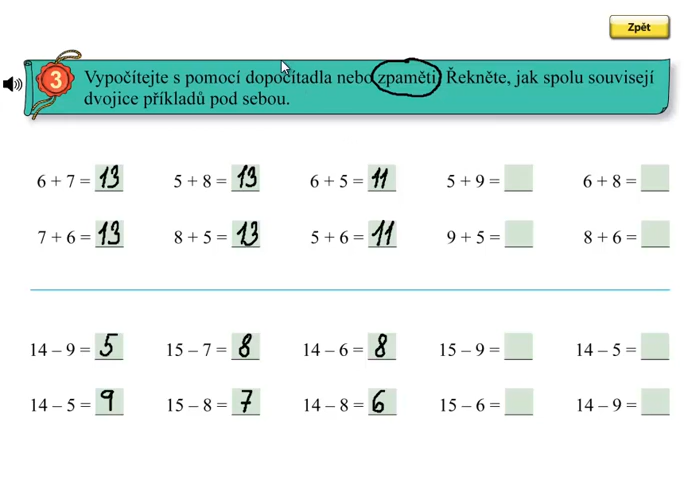 Zpět
3 Vypočítejte s pomocí dopočítadla nebo zpaměti. Řekněte, jak spolu souvisejí
dvojice příkladů pod sebou.
6 + 7 = 13 5 + 8 = 13 6 + 5 = 11 5 + 9 = 6 + 8 =
7 + 6 = 13 8 + 5 = 13 5 + 6 = 11 9 + 5 = 8 + 6 =
14 – 9 = 5 15 – 7 = 8 14 – 6 = 8 15 – 9 = 14 – 5 =
14 – 5 = 9 15 – 8 = 7 14 – 8 = 6 15 – 6 = 14 – 9 =